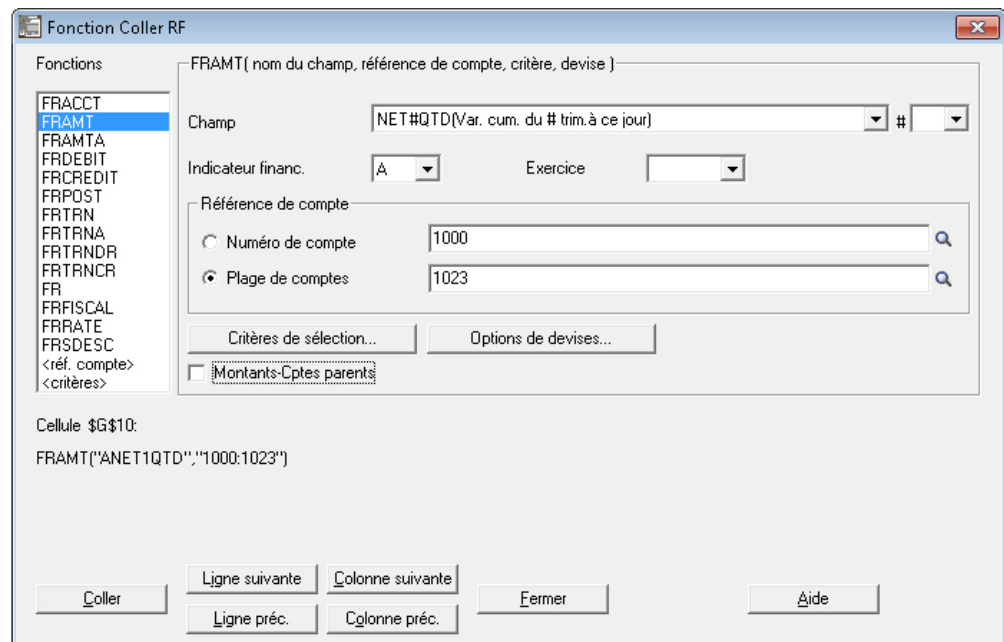 Fonction Coller RF
Fonctions
FRACCT
FRAMT
FRAMTA
FRDEBIT
FRCREDIT
FRPOST
FRTRN
FRTRNA
FRTRNDR
FRTRNCR
FR
FRFISCAL
FRRATE
FRSDESC
<réf. compte>
<critères>
FRAMT( nom du champ, référence de compte, critère, devise )
Champ NET#QTD(Var. cum. du # trim.à ce jour) #
Indicateur financ. A Exercice
Référence de compte
Numéro de compte 1000
Plage de comptes 1023
Critères de sélection... Options de devises...
Montants-Cptes parents
Cellule $G$10:
FRAMT("ANET1QTD","1000:1023")
Coller Ligne suivante Colonne suivante Fermer Aide
Ligne préc. Colonne préc.